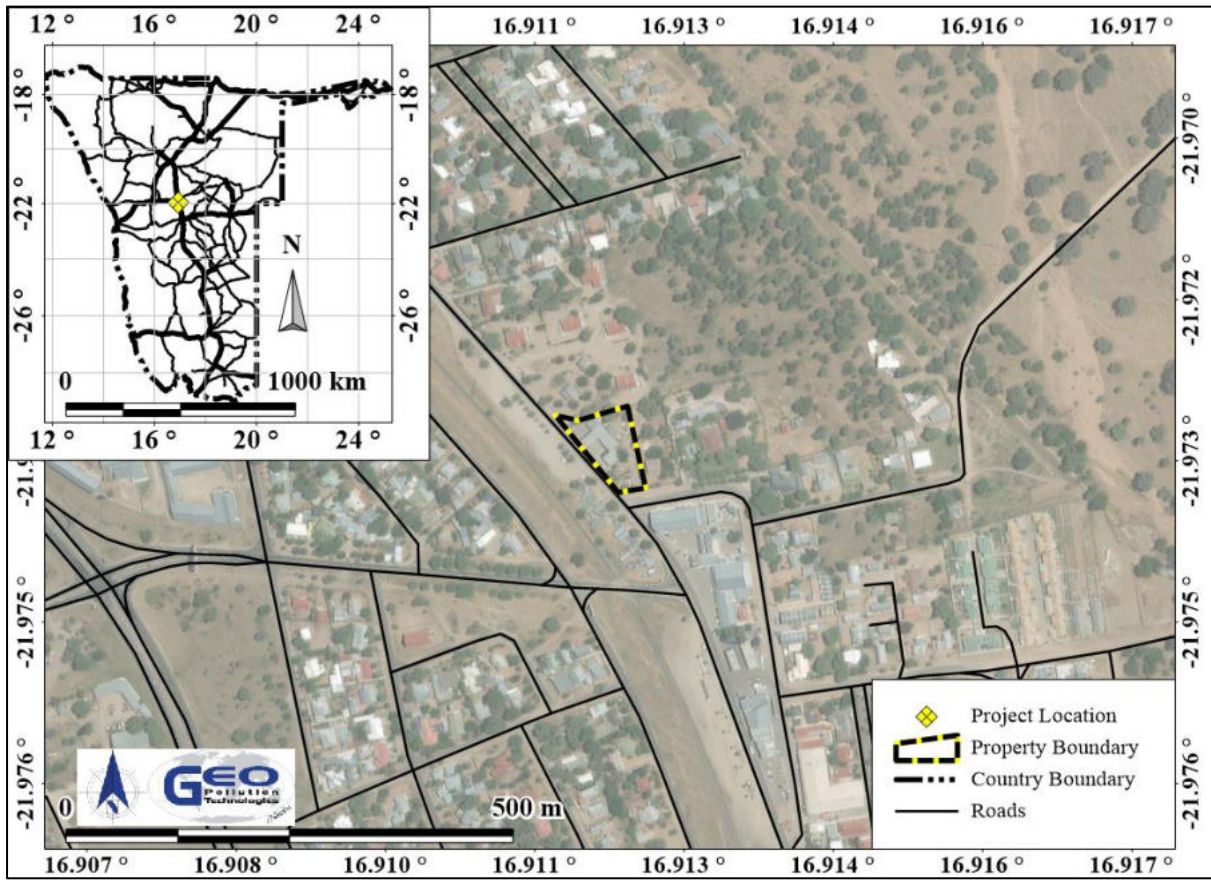 12 ° 16 ° 20 ° 24 °
16.911 ° 16.913 ° 16.914 ° 16.916 ° 16.917 °
-18
-22
-26
-18 °
-22 °
-26 °
N
0 1000 km
12 ° 16 ° 20 ° 24 °
-21.970 °
-21.972 °
-21.973 °
-21.975 °
-21.976 °
-21.9
-21.975
-21.976
Project Location
Property Boundary
Country Boundary
Roads
GEO
Pollution
Technologies
0 500 m
16.907 ° 16.908 ° 16.910 ° 16.911 ° 16.913 ° 16.914 ° 16.916 ° 16.917 °